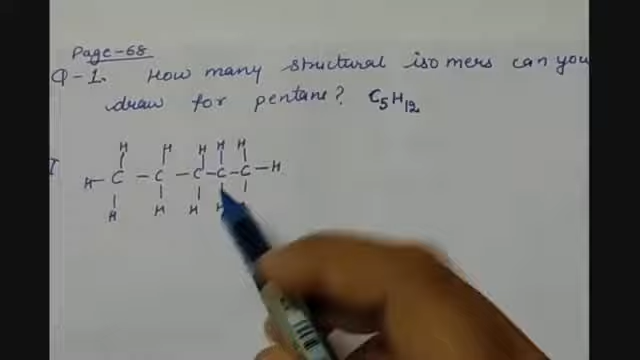 Page-68
Q-1. How many structural isomers can you
draw for pentane? C5H12
I
H H H H H
H-C-C-C-C-C-H
H H H H